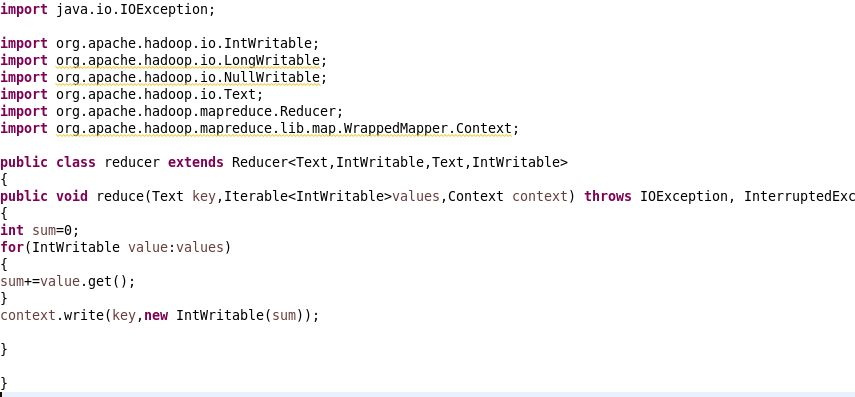 import java.io.IOException;
import org.apache.hadoop.io.IntWritable;
import org.apache.hadoop.io.LongWritable;
import org.apache.hadoop.io.NullWritable;
import org.apache.hadoop.io.Text;
import org.apache.hadoop.mapreduce.Reducer;
import org.apache.hadoop.mapreduce.lib.map.WrappedMapper.Context;
public class reducer extends Reducer<Text,IntWritable,Text,IntWritable>
{
public void reduce(Text key,Iterable<IntWritable>values,Context context) throws IOException, InterruptedExc
{
int sum=0;
for(IntWritable value:values)
{
sum+=value.get();
}
context.write(key,new IntWritable(sum));
}
}